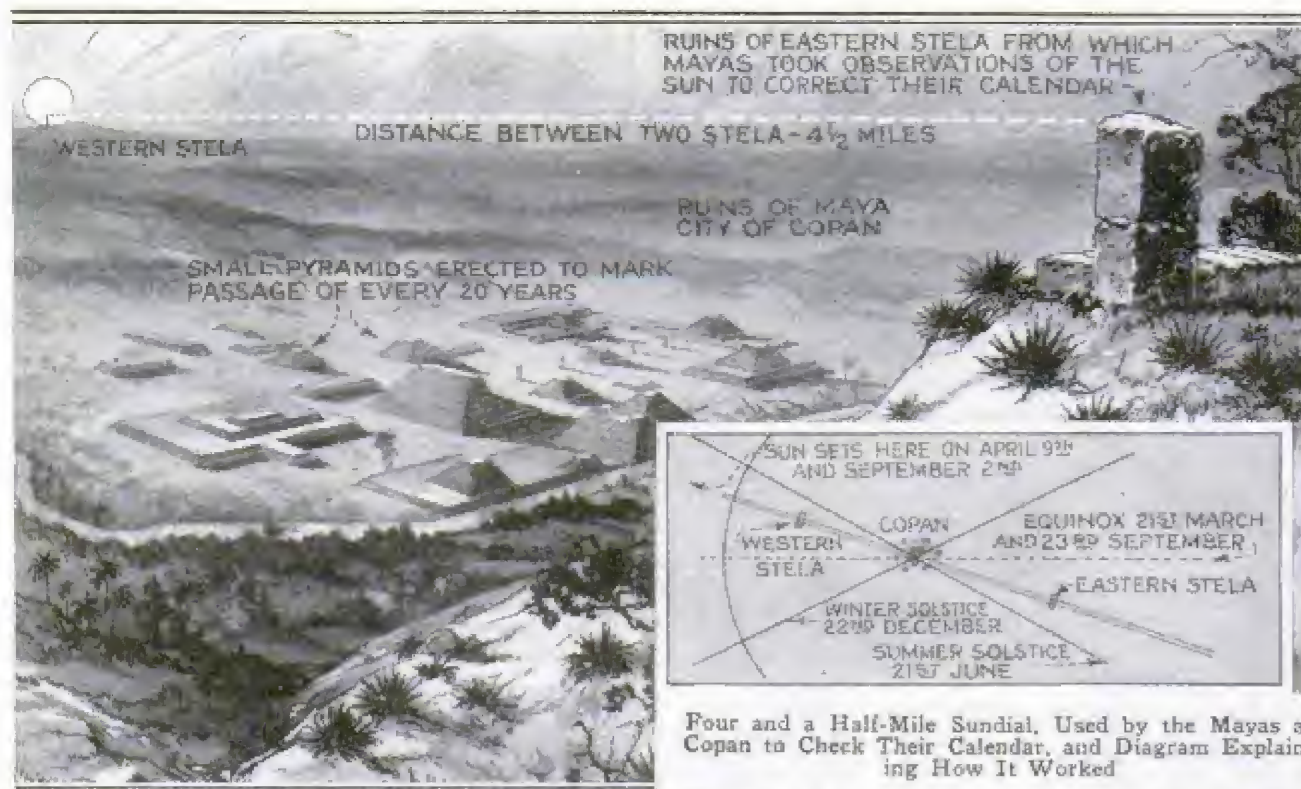 RUINS OF EASTERN STELA FROM WHICH
MAYAS TOOK OBSERVATIONS OF THE
SUN TO CORRECT THEIR CALENDAR
DISTANCE BETWEEN TWO STELA - 4 1/2 MILES
WESTERN STELA
RUINS OF MAYA
CITY OF COPAN
SMALL PYRAMIDS ERECTED TO MARK
PASSAGE OF EVERY 20 YEARS
SUN SETS HERE ON APRIL 9TH
AND SEPTEMBER 2ND
COPAN
EQUINOX 21ST MARCH
AND 23RD SEPTEMBER
WESTERN
STELA
EASTERN STELA
WINTER SOLSTICE
22ND DECEMBER
SUMMER SOLSTICE
21ST JUNE
Four and a Half-Mile Sundial, Used by the Mayas a
Copan to Check Their Calendar, and Diagram Explain
ing How It Worked